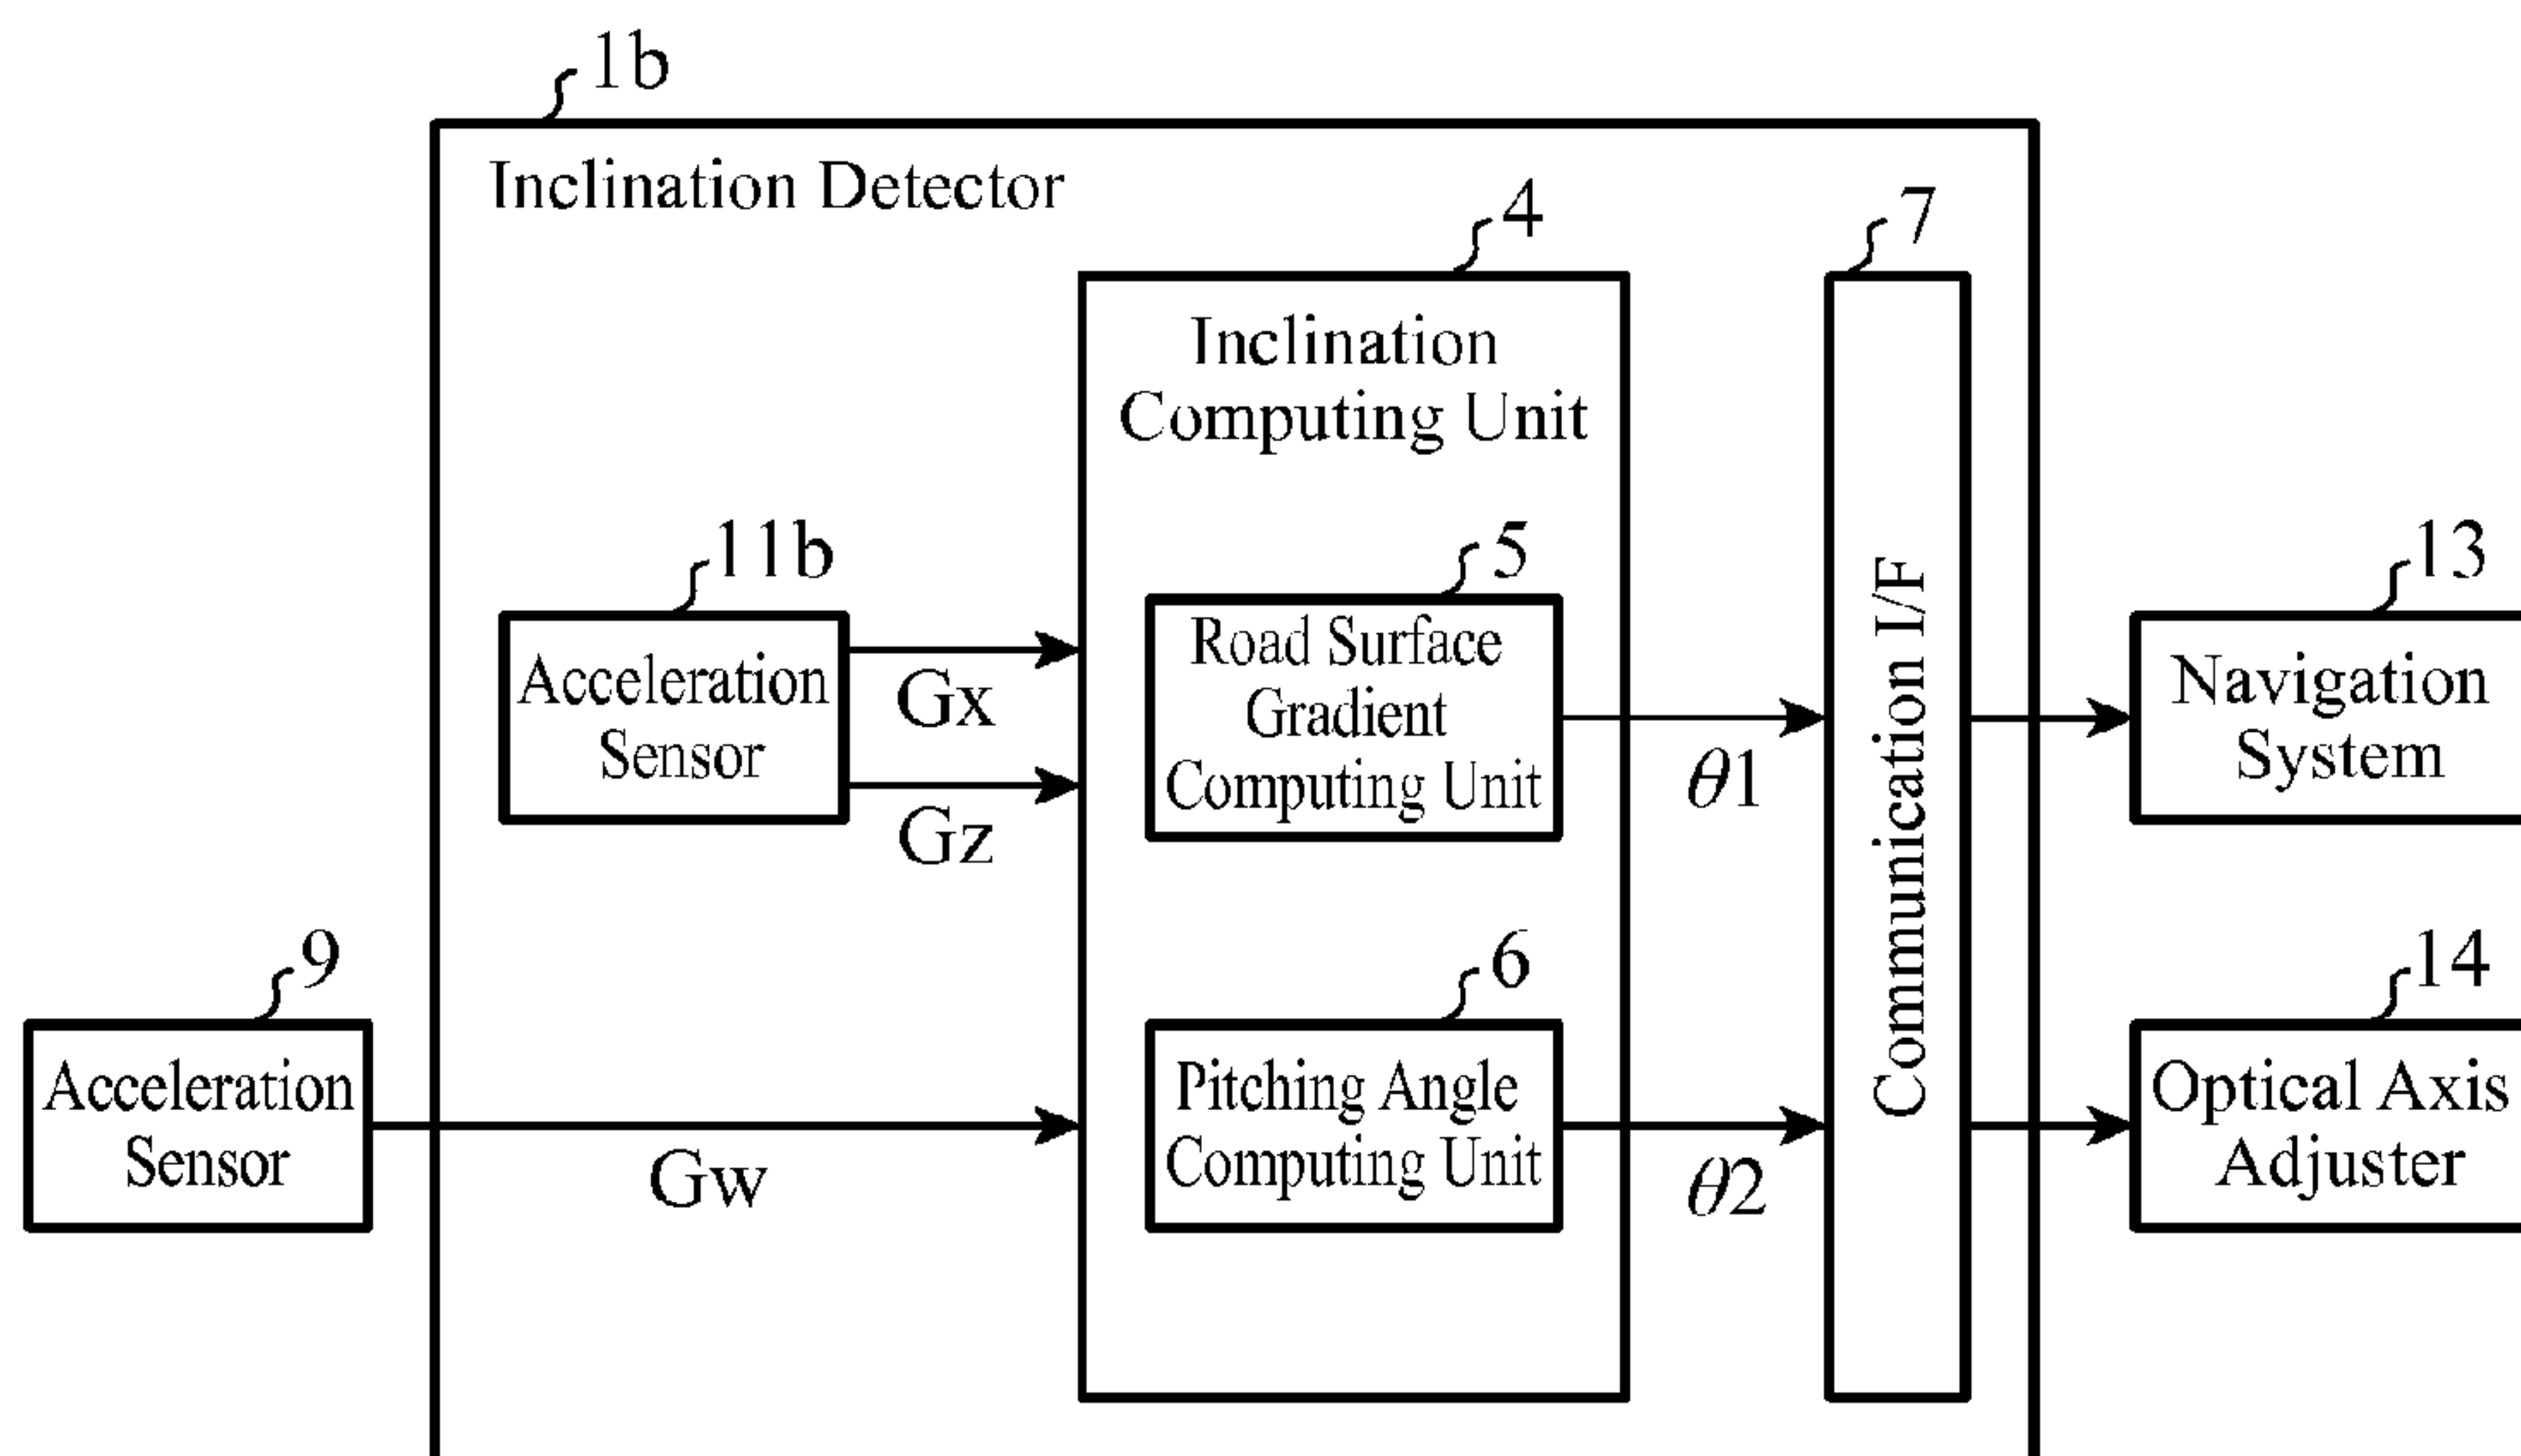 1b
Inclination Detector
4
7
Inclination
Computing Unit
11b
5
13
Acceleration
Sensor
Gx
Gz
Road Surface
Gradient
Computing Unit
θ1
Communication I/F
Navigation
System
9
6
14
Acceleration
Sensor
Gw
Pitching Angle
Computing Unit
θ2
Optical Axis
Adjuster